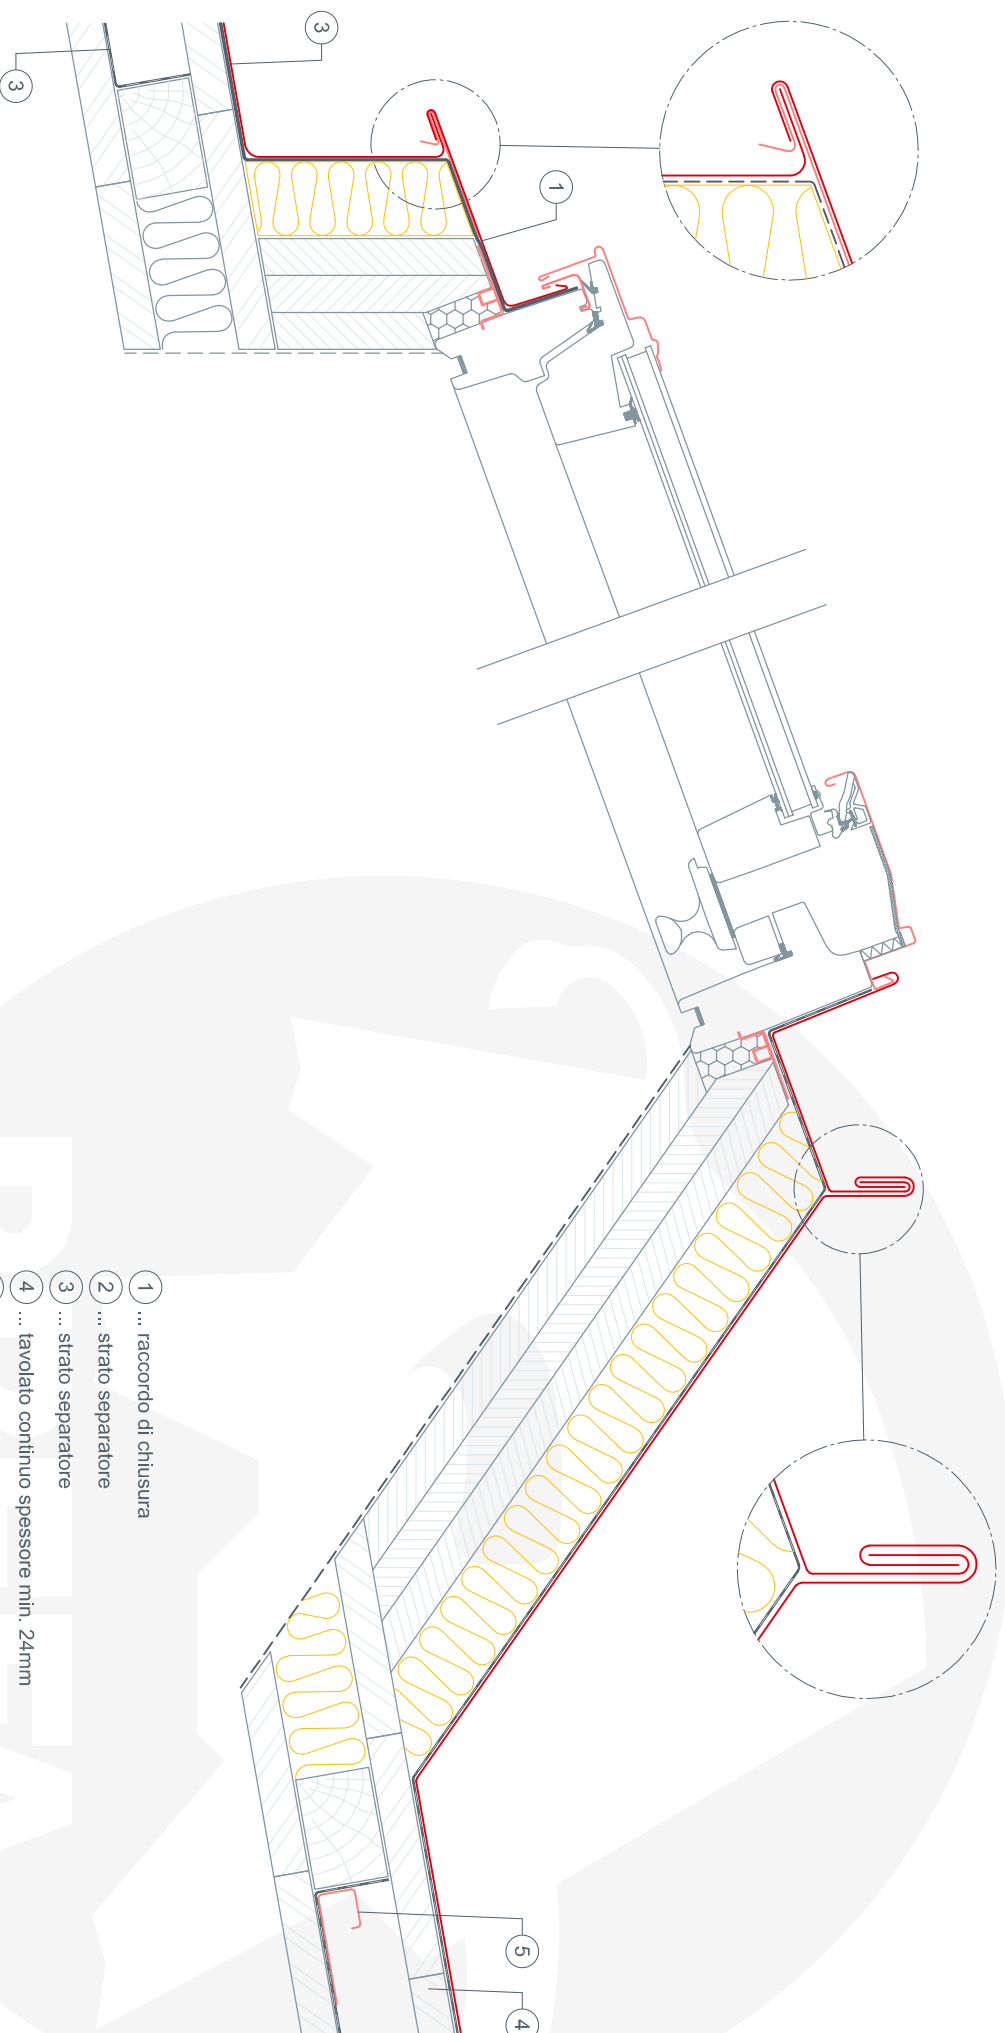 3
3
1
5
4
1 ... raccordo di chiusura
2 ... strato separatore
3 ... strato separatore
4 ... tavolato continuo spessore min. 24mm